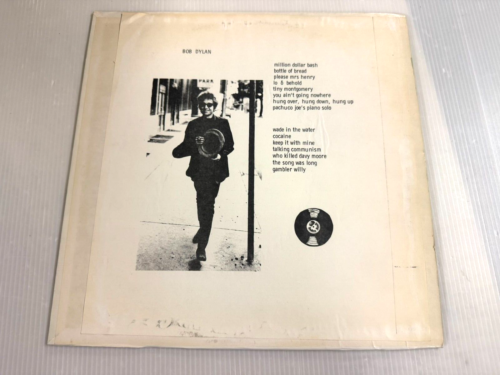 BOB DYLAN
million dollar bash
bottle of bread
please mrs henry
lo & behold
tiny montgomery
you ain't going nowhere
hung over, hung down, hung up
pachuco joe's piano solo
wade in the water
cocaine
keep it with mine
talking communism
who killed davy moore
the song was long
gambler willy